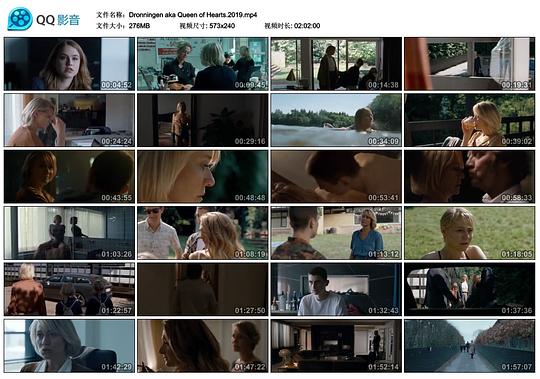 QQ影音
文件名称: Dronningen aka Queen of Hearts.2019.mp4
文件大小: 276MB 视频尺寸: 573x240 视频时长: 02:02:00
00:04:52 00:09:45 00:14:38 00:19:31
00:24:24 00:29:16 00:34:09 00:39:02
00:43:55 00:48:48 00:53:41 00:58:33
01:03:26 01:08:19 01:13:12 01:18:05
01:22:57 01:27:50 01:32:43 01:37:36
01:42:29 01:47:22 01:52:14 01:57:07